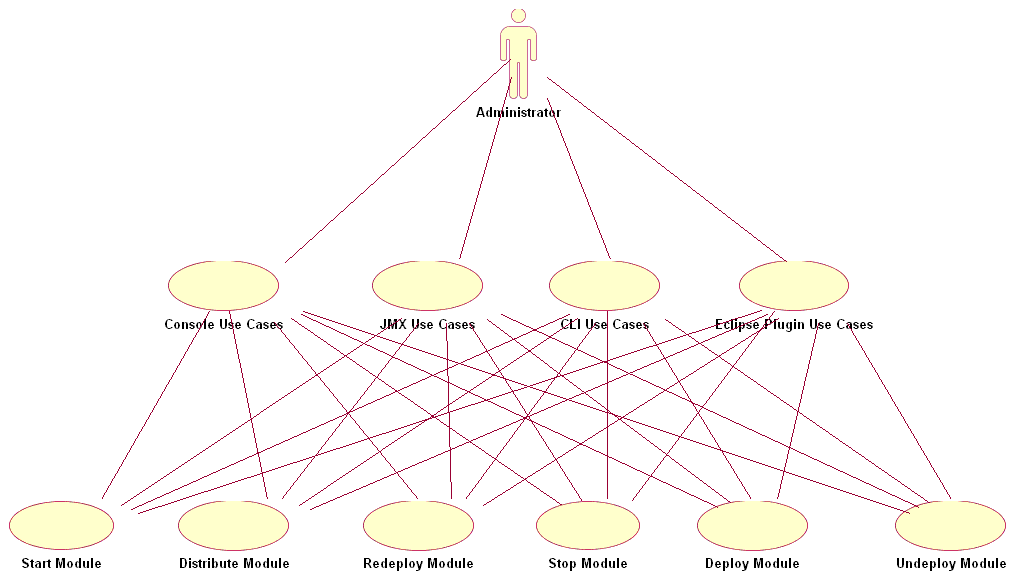 Administrator
Console Use Cases
JMX Use Cases
CLI Use Cases
Eclipse Plugin Use Cases
Start Module
Distribute Module
Redeploy Module
Stop Module
Deploy Module
Undeploy Module